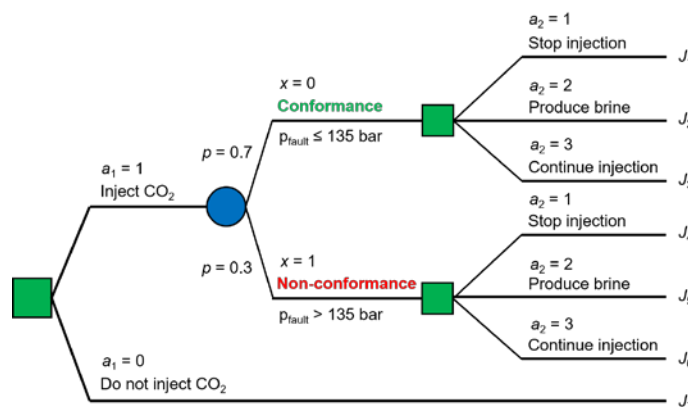 a₂ = 1
Stop injection
a₂ = 2
Produce brine
a₂ = 3
Continue injection
x = 0
Conformance
p_fault ≤ 135 bar
p = 0.7
a₁ = 1
Inject CO₂
p = 0.3
x = 1
Non-conformance
p_fault > 135 bar
a₂ = 1
Stop injection
a₂ = 2
Produce brine
a₂ = 3
Continue injection
a₁ = 0
Do not inject CO₂